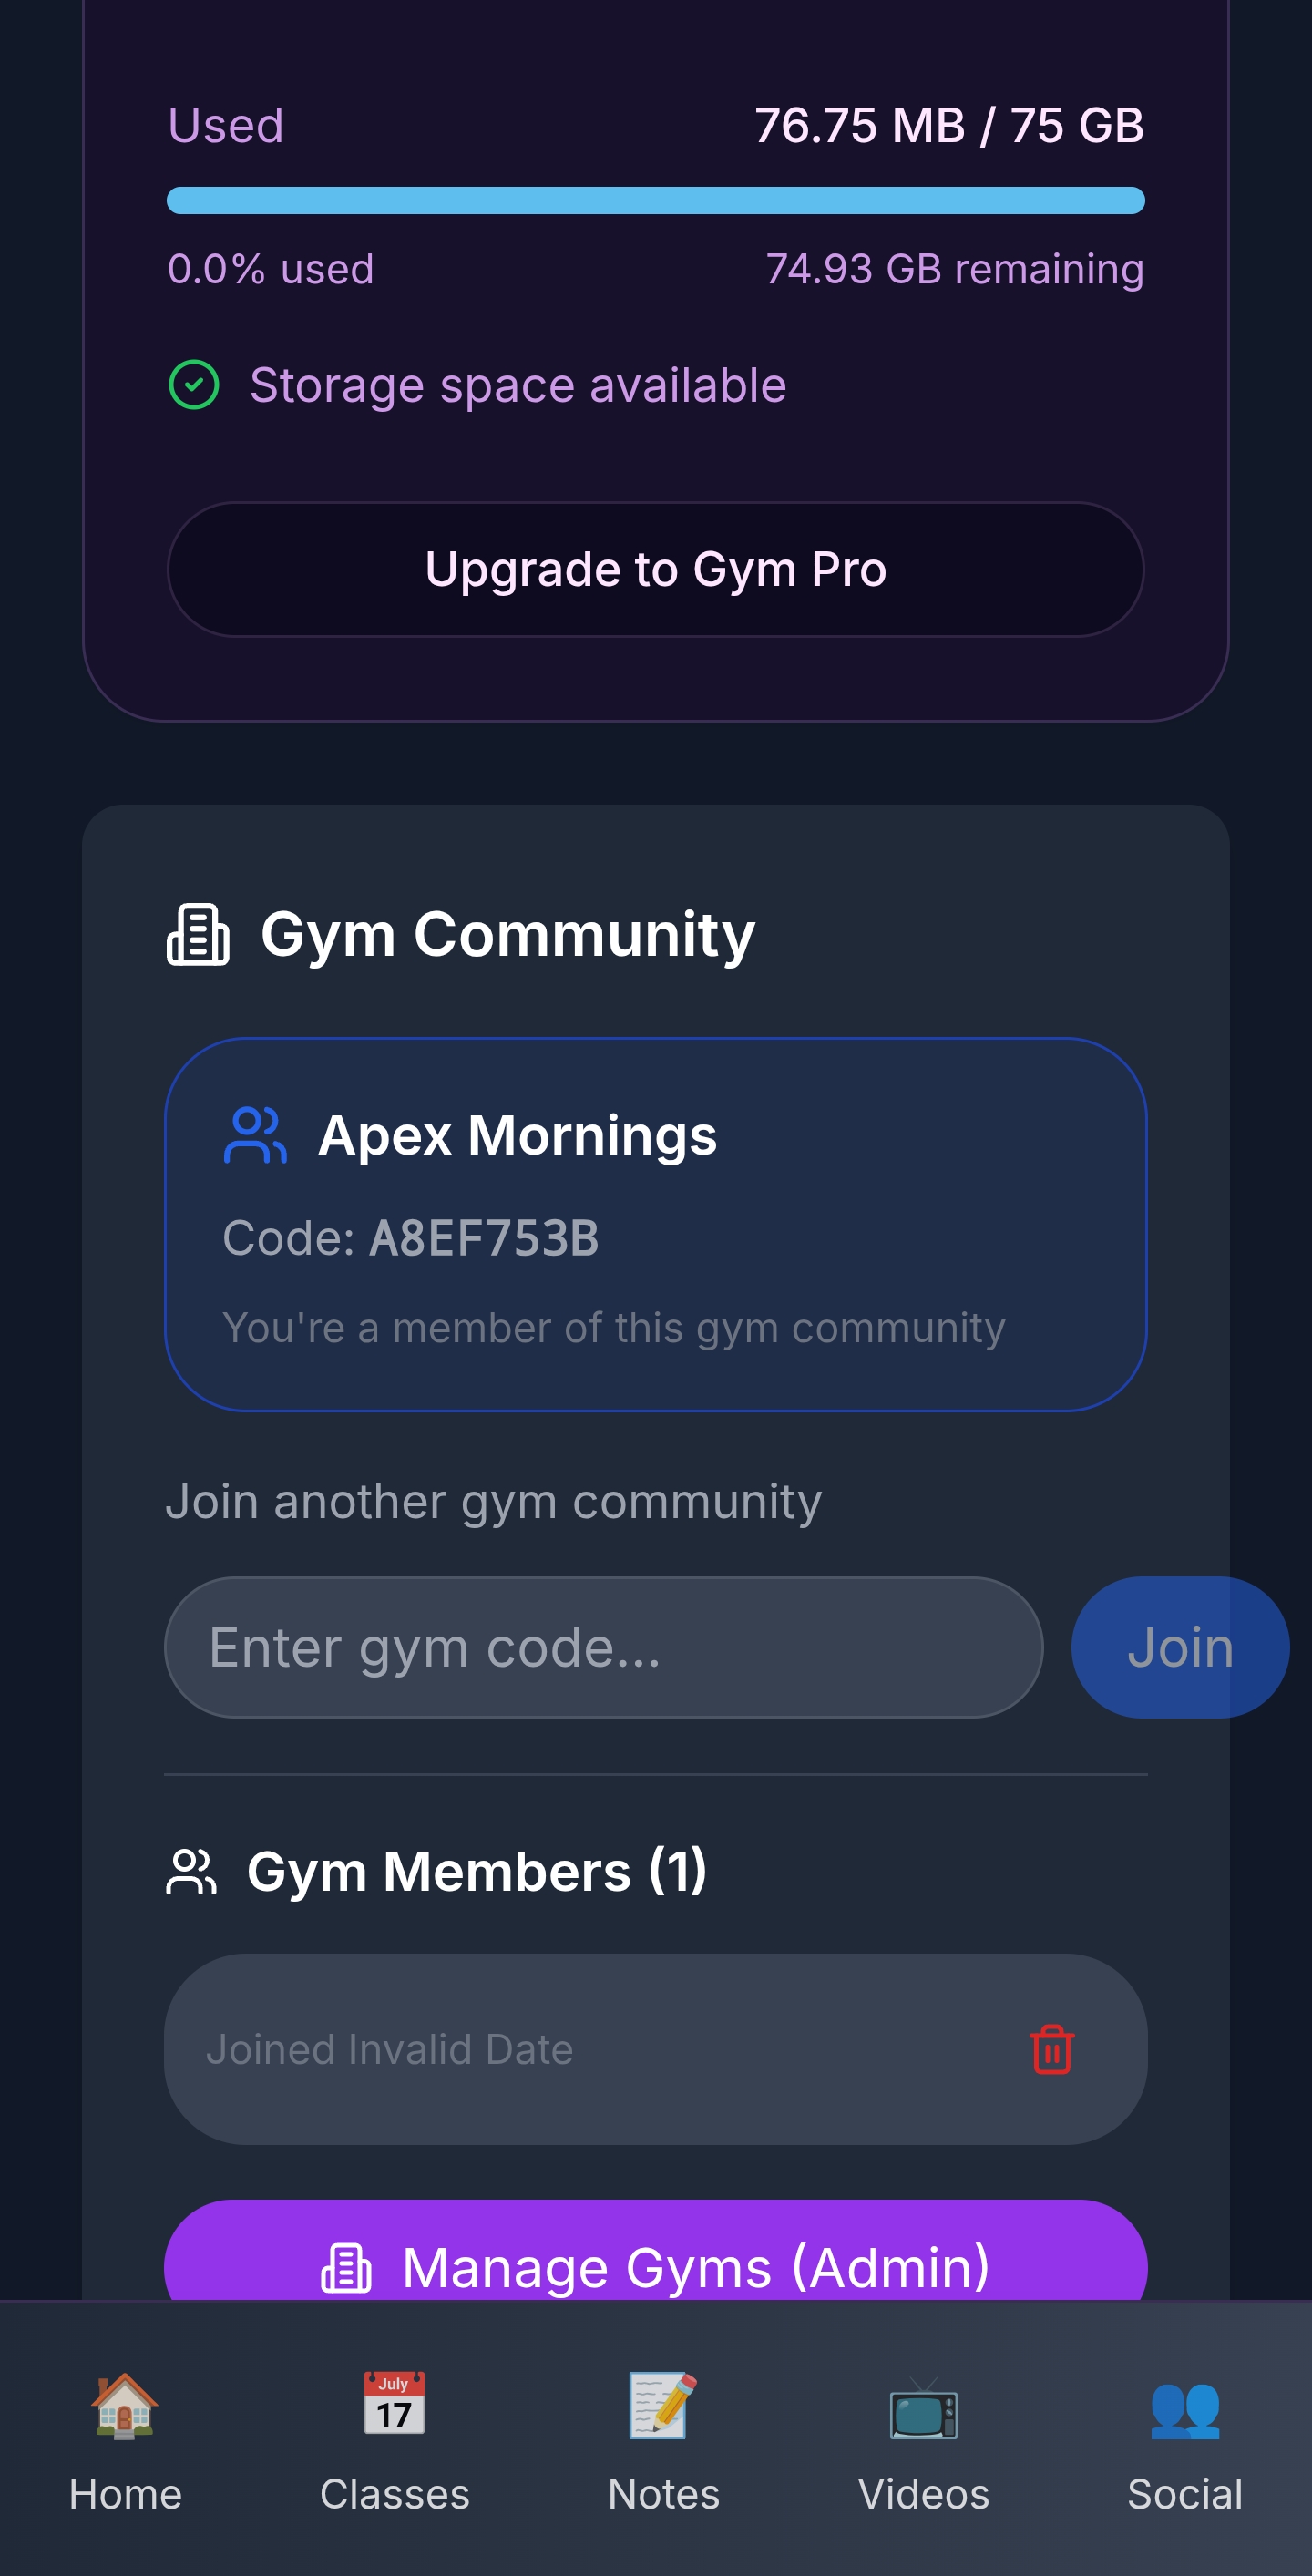 Used
76.75 MB / 75 GB
0.0% used
74.93 GB remaining
Storage space available
Upgrade to Gym Pro
Gym Community
Apex Mornings
Code: A8EF753B
You're a member of this gym community
Join another gym community
Enter gym code...
Join
Gym Members (1)
Joined Invalid Date
Manage Gyms (Admin)
July
17
Home
Classes
Notes
Videos
Social